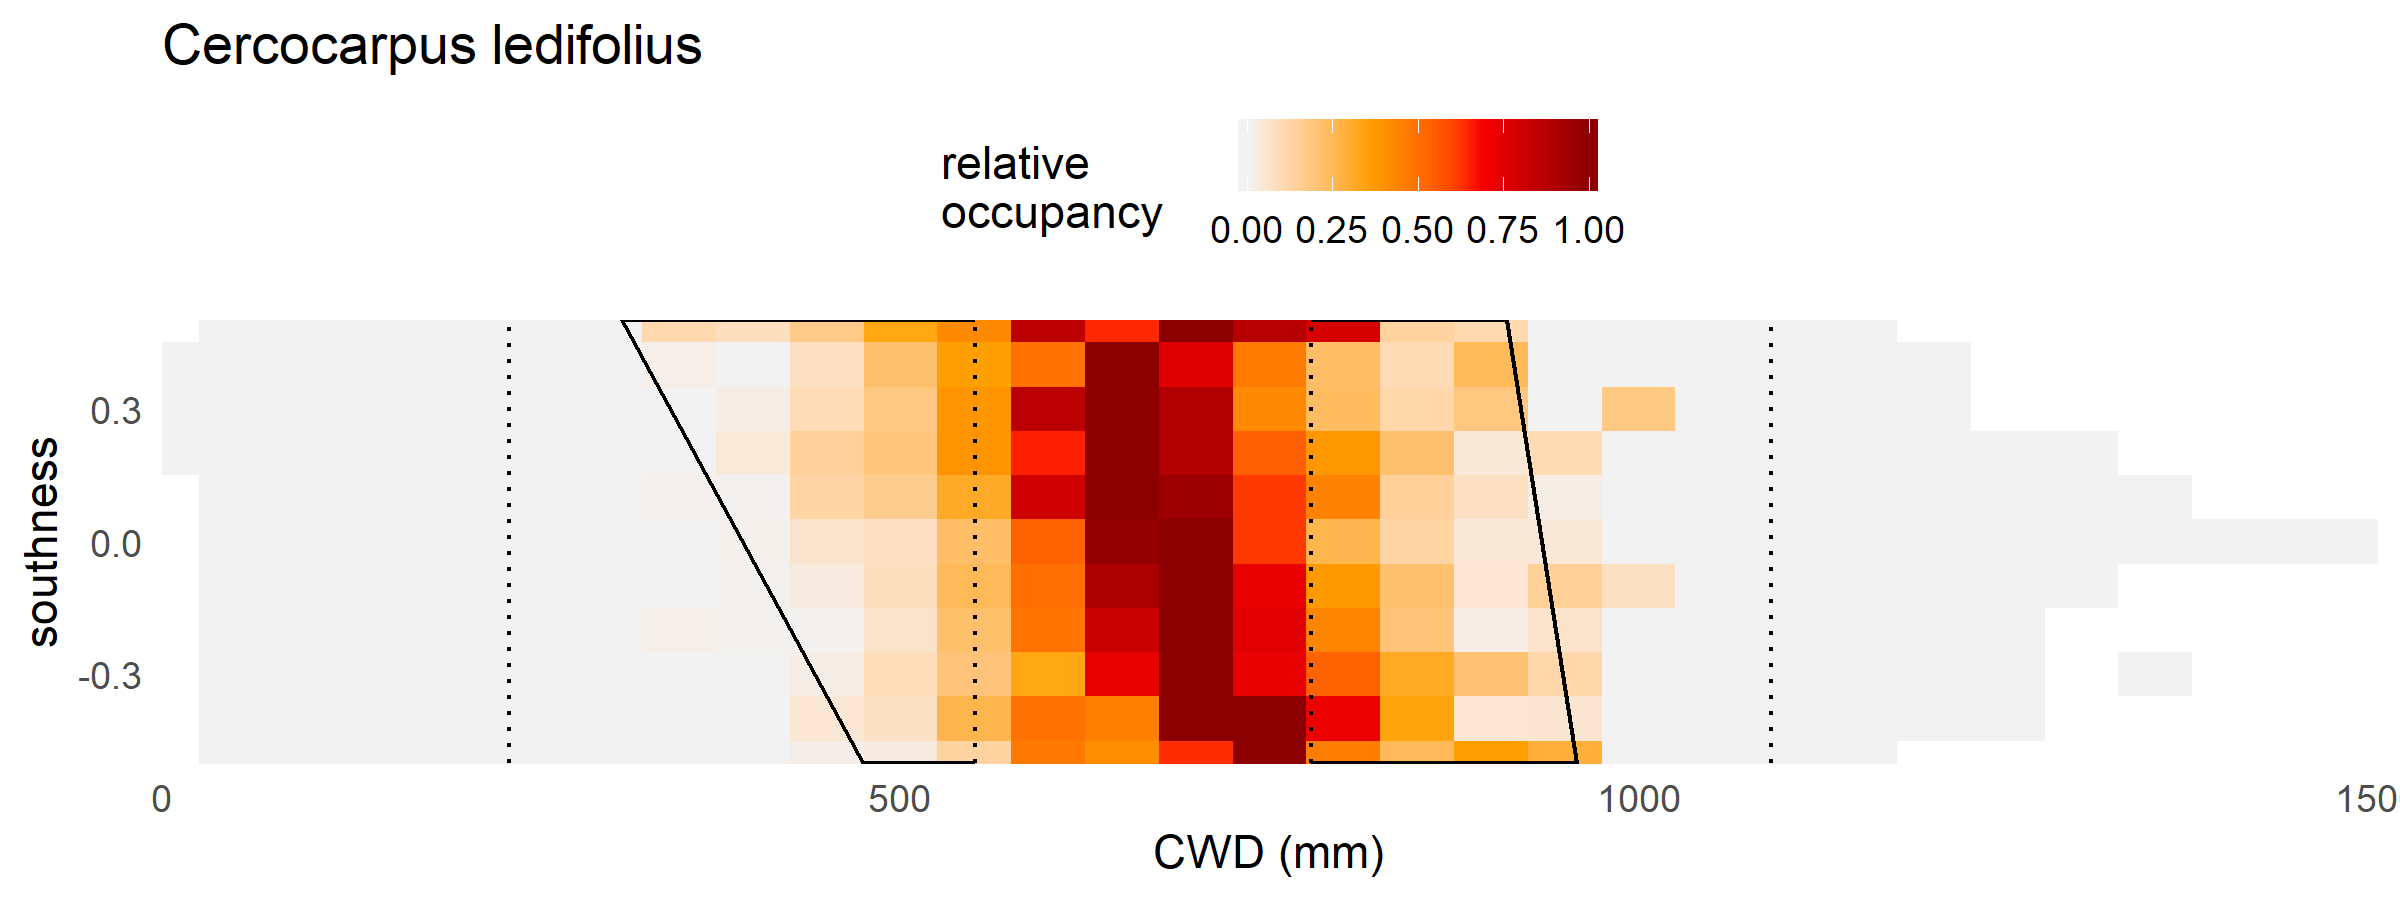 Cercocarpus ledifolius
relative
occupancy
0.00 0.25 0.50 0.75 1.00
0.3
0.0
-0.3
southness
0 500 1000 150
CWD (mm)